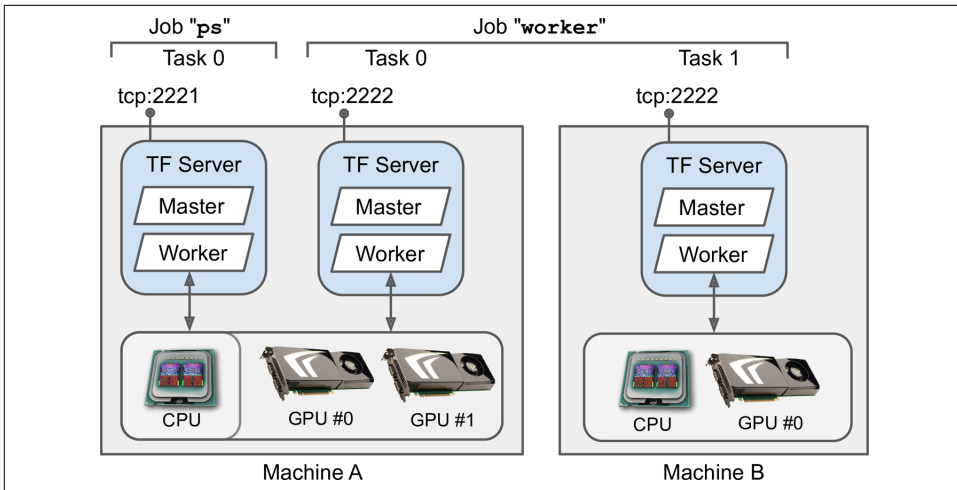 Job "ps"
Job "worker"
Task 0
Task 0
Task 1
tcp:2221
tcp:2222
tcp:2222
TF Server
Master
Worker
TF Server
Master
Worker
TF Server
Master
Worker
CPU
GPU #0
GPU #1
CPU
GPU #0
Machine A
Machine B